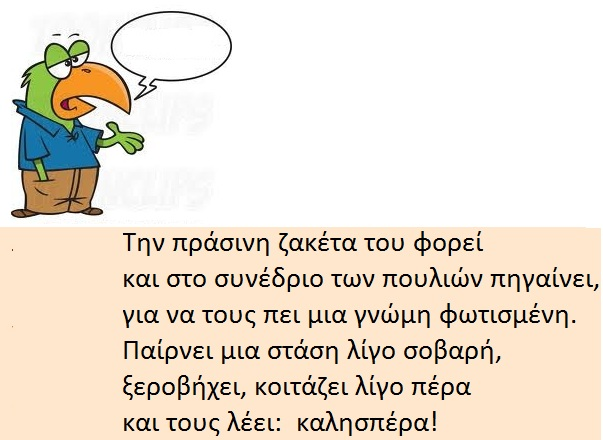 Την πράσινη ζακέτα του φορεί
και στο συνέδριο των πουλιών πηγαίνει,
για να τους πει μια γνώμη φωτισμένη.
Παίρνει μια στάση λίγο σοβαρή,
ξεροβήχει, κοιτάζει λίγο πέρα
και τους λέει:  καλησπέρα!